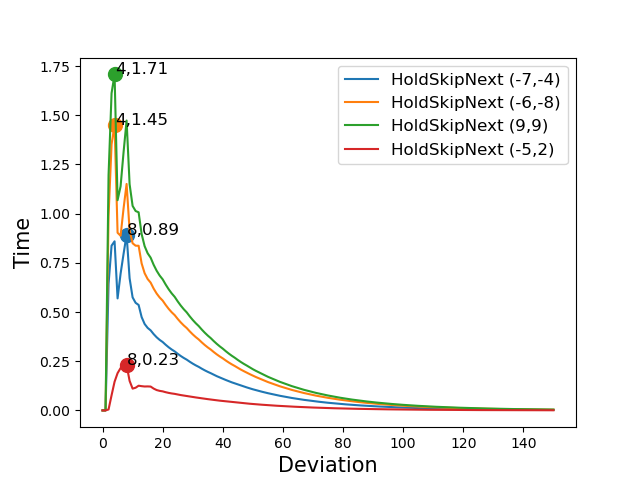 1.75
1.50
1.25
1.00
0.75
0.50
0.25
0.00
Time
4,1.71
4,1.45
8,0.89
8,0.23
HoldSkipNext (-7,-4)
HoldSkipNext (-6,-8)
HoldSkipNext (9,9)
HoldSkipNext (-5,2)
0 20 40 60 80 100 120 140
Deviation